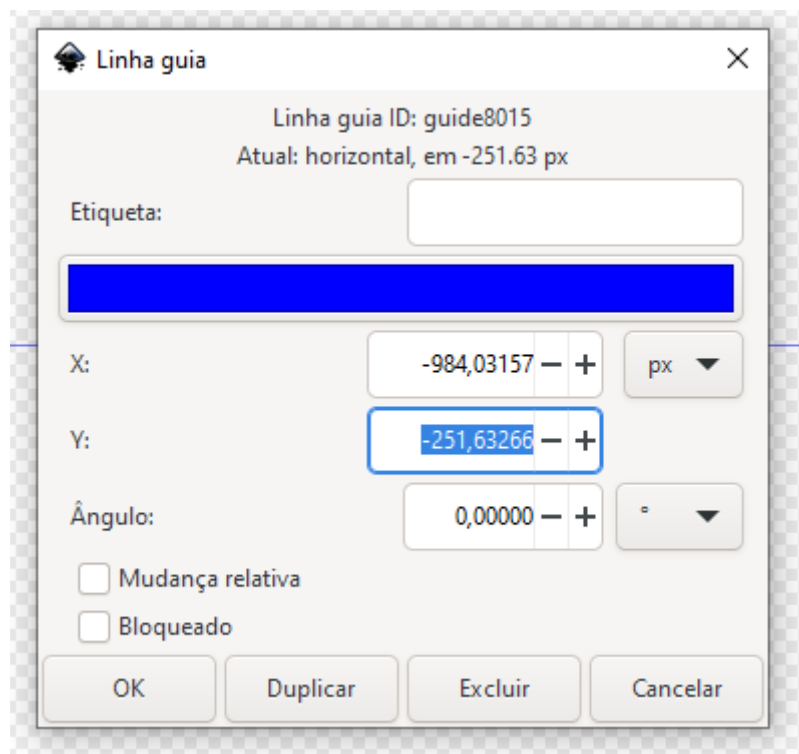 Linha guia
Linha guia ID: guide8015
Atual: horizontal, em -251.63 px
Etiqueta:
X: -984,03157 − + px
Y: -251,63266 − +
Ângulo: 0,00000 − + °
Mudança relativa
Bloqueado
OK Duplicar Excluir Cancelar